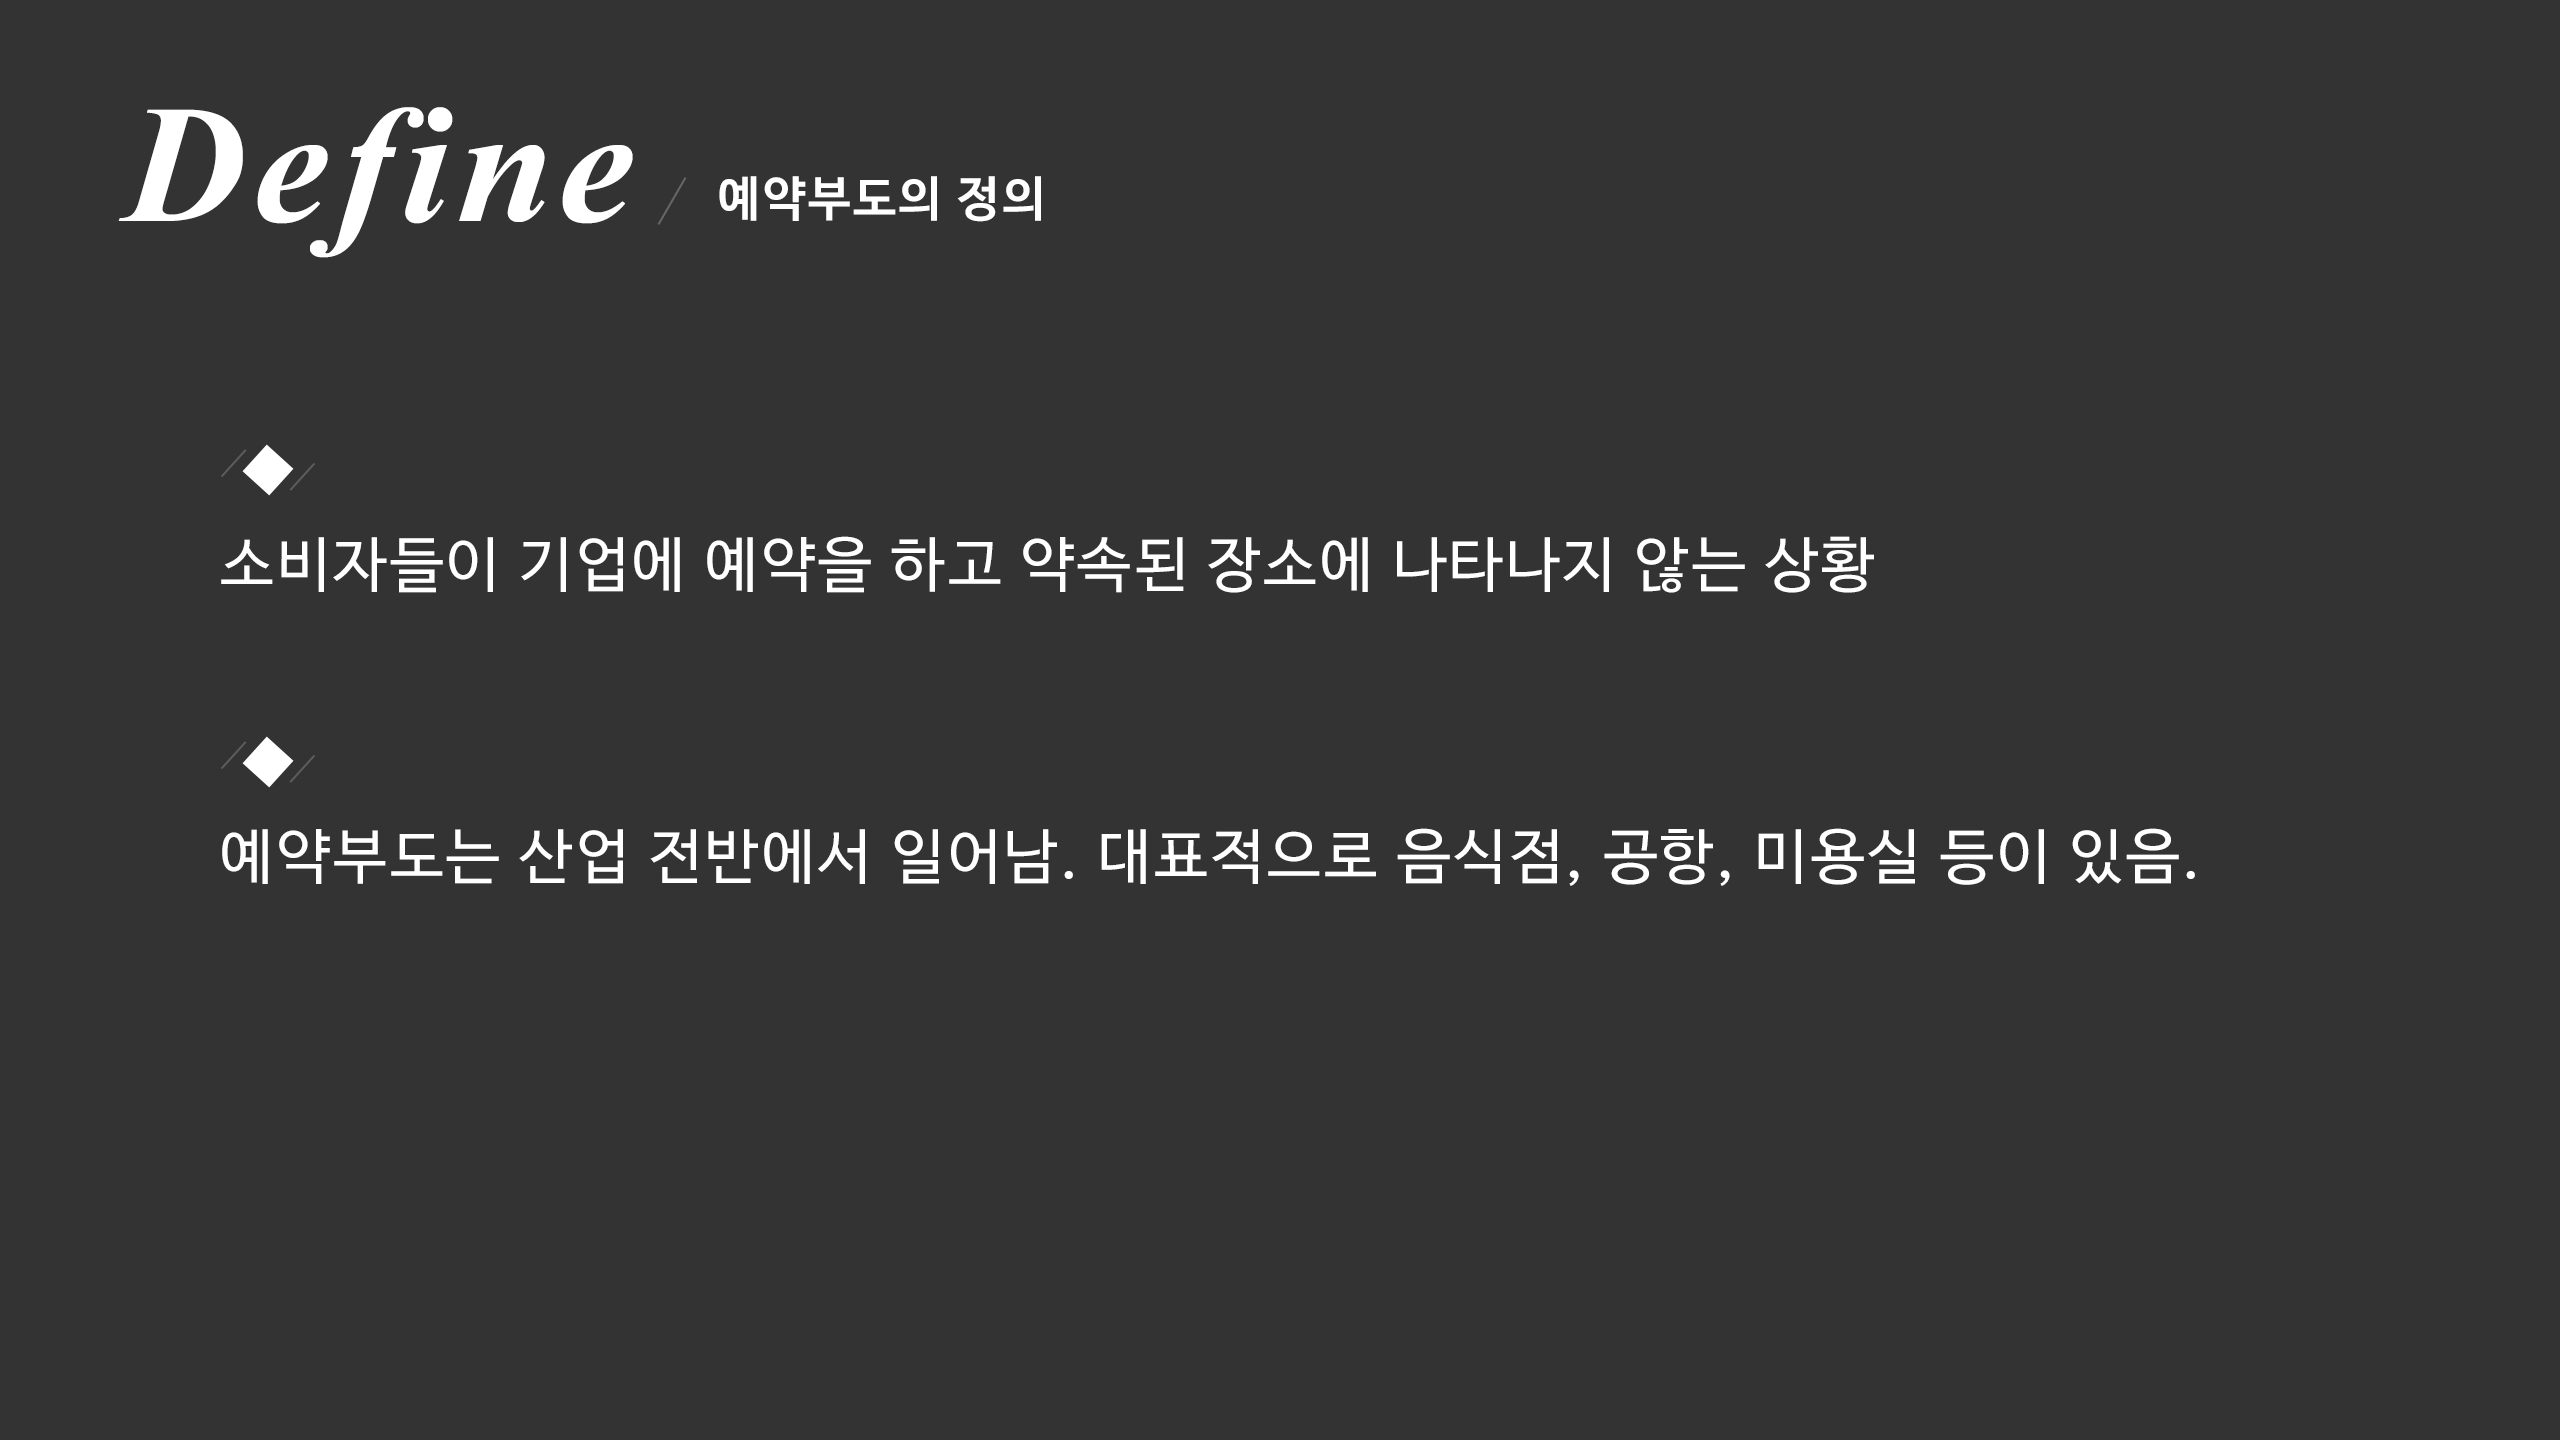 Define / 예약부도의 정의
소비자들이 기업에 예약을 하고 약속된 장소에 나타나지 않는 상황
예약부도는 산업 전반에서 일어남. 대표적으로 음식점, 공항, 미용실 등이 있음.